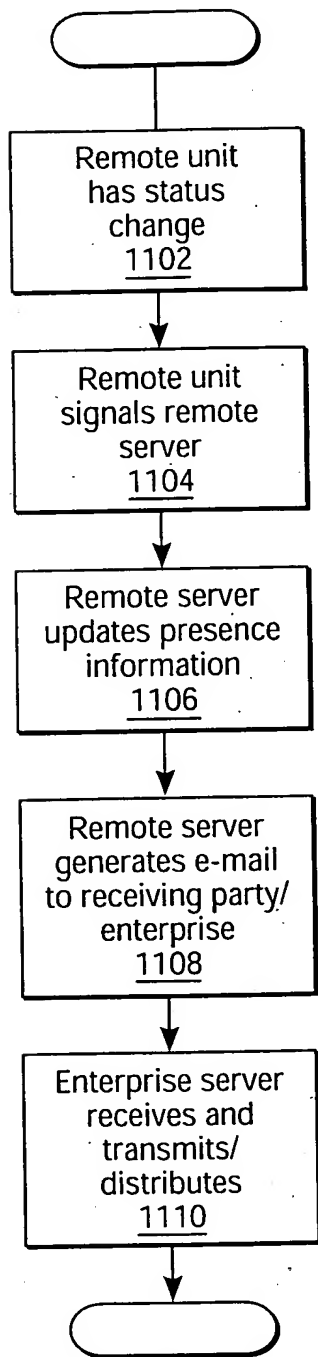 Remote unit
has status
change
1102
Remote unit
signals remote
server
1104
Remote server
updates presence
information
1106
Remote server
generates e-mail
to receiving party/
enterprise
1108
Enterprise server
receives and
transmits/
distributes
1110